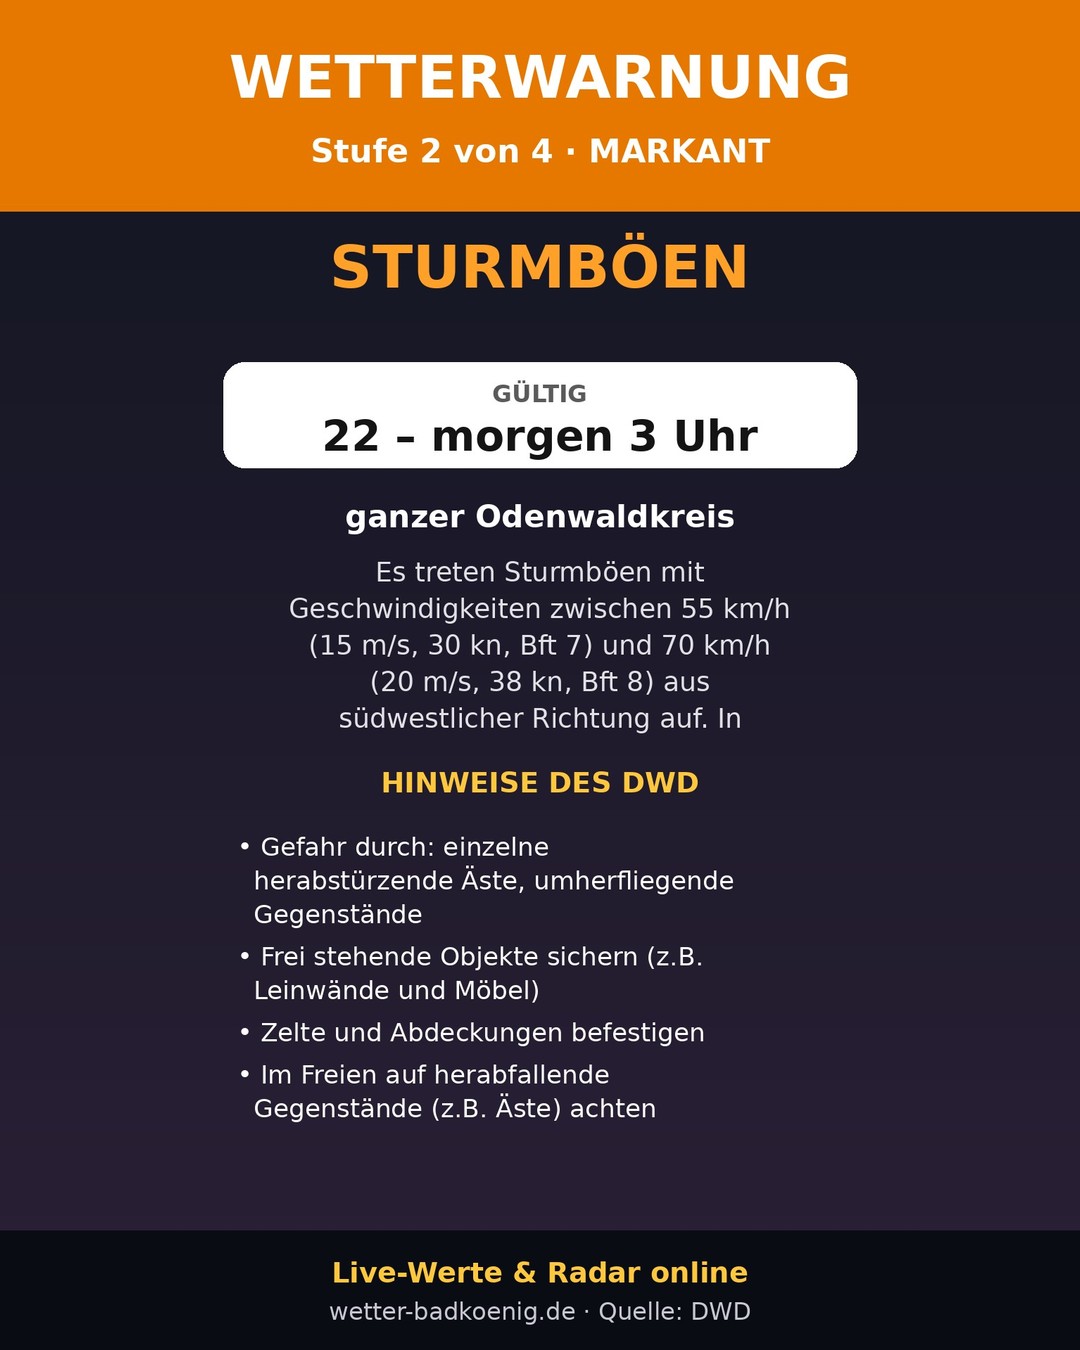 WETTERWARNUNG
Stufe 2 von 4 · MARKANT
STURMBÖEN
GÜLTIG
22 – morgen 3 Uhr
ganzer Odenwaldkreis
Es treten Sturmböen mit
Geschwindigkeiten zwischen 55 km/h
(15 m/s, 30 kn, Bft 7) und 70 km/h
(20 m/s, 38 kn, Bft 8) aus
südwestlicher Richtung auf. In
HINWEISE DES DWD
• Gefahr durch: einzelne
herabstürzende Äste, umherfliegende
Gegenstände
• Frei stehende Objekte sichern (z.B.
Leinwände und Möbel)
• Zelte und Abdeckungen befestigen
• Im Freien auf herabfallende
Gegenstände (z.B. Äste) achten
Live-Werte & Radar online
wetter-badkoenig.de · Quelle: DWD